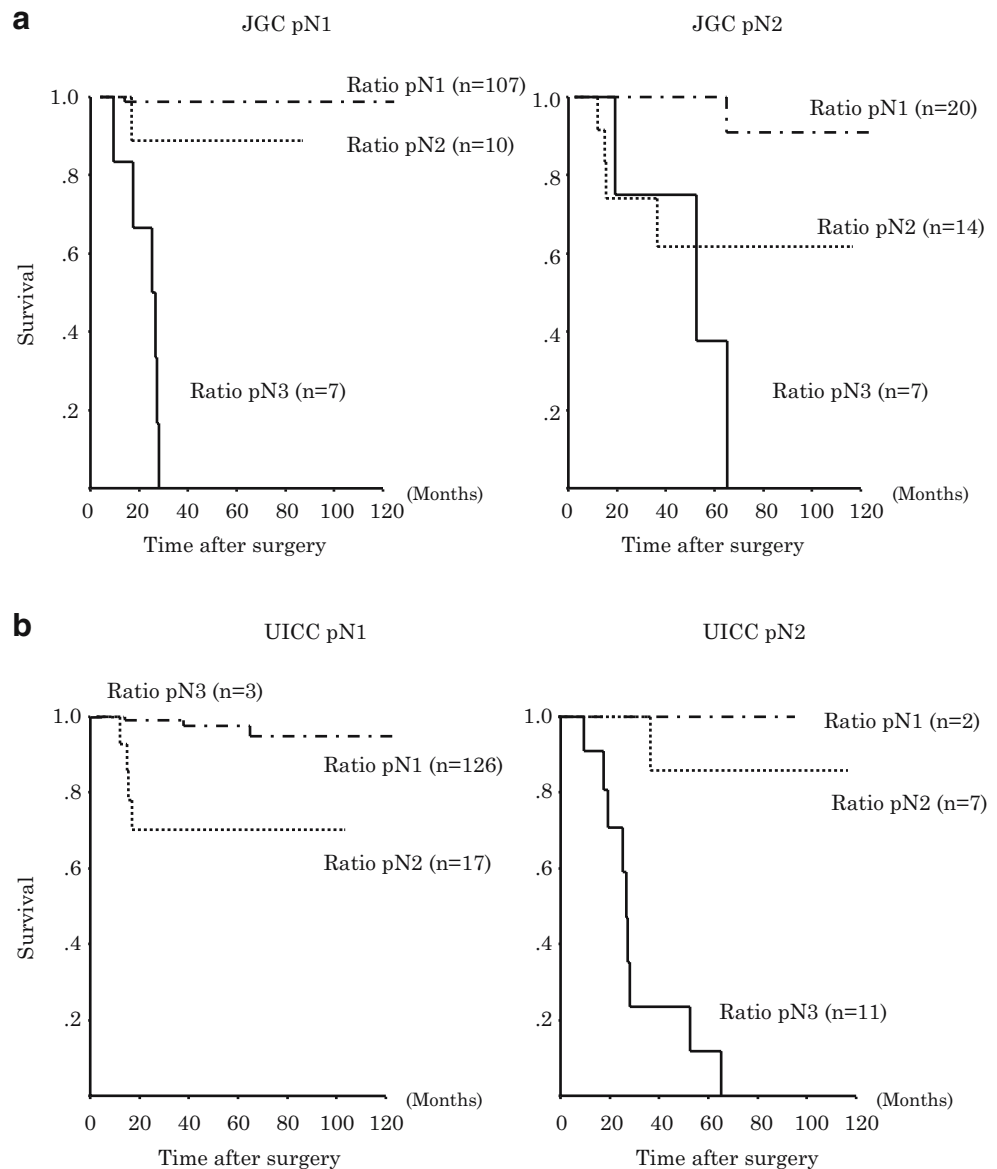 a
JGC pN1
JGC pN2
Ratio pN1 (n=107)
Ratio pN2 (n=10)
Ratio pN3 (n=7)
1.0
.8
.6
.4
.2
Survival
0 20 40 60 80 100 120
(Months)
Time after surgery
Ratio pN1 (n=20)
Ratio pN2 (n=14)
Ratio pN3 (n=7)
1.0
.8
.6
.4
.2
0 20 40 60 80 100 120
(Months)
Time after surgery
b
UICC pN1
UICC pN2
Ratio pN3 (n=3)
Ratio pN1 (n=126)
Ratio pN2 (n=17)
1.0
.8
.6
.4
.2
Survival
0 20 40 60 80 100 120
(Months)
Time after surgery
Ratio pN1 (n=2)
Ratio pN2 (n=7)
Ratio pN3 (n=11)
1.0
.8
.6
.4
.2
0 20 40 60 80 100 120
(Months)
Time after surgery